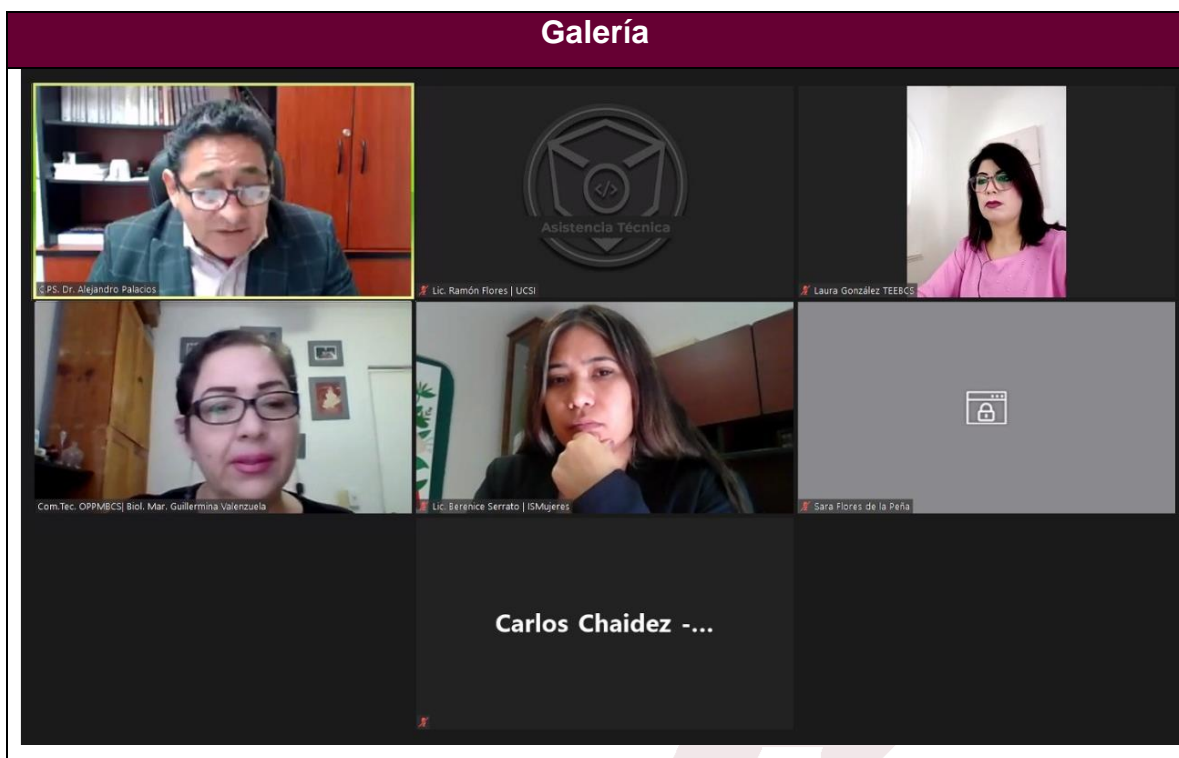 Galería
</>
Asistencia Técnica
C.PS. Dr. Alejandro Palacios
Lic. Ramón Flores | UCSI
Laura González TEEBCS
Com.Tec. OPPMBCS| Biol. Mar. Guillermina Valenzuela
Lic. Berenice Serrato | ISMujeres
Sara Flores de la Peña
Carlos Chaidez -...